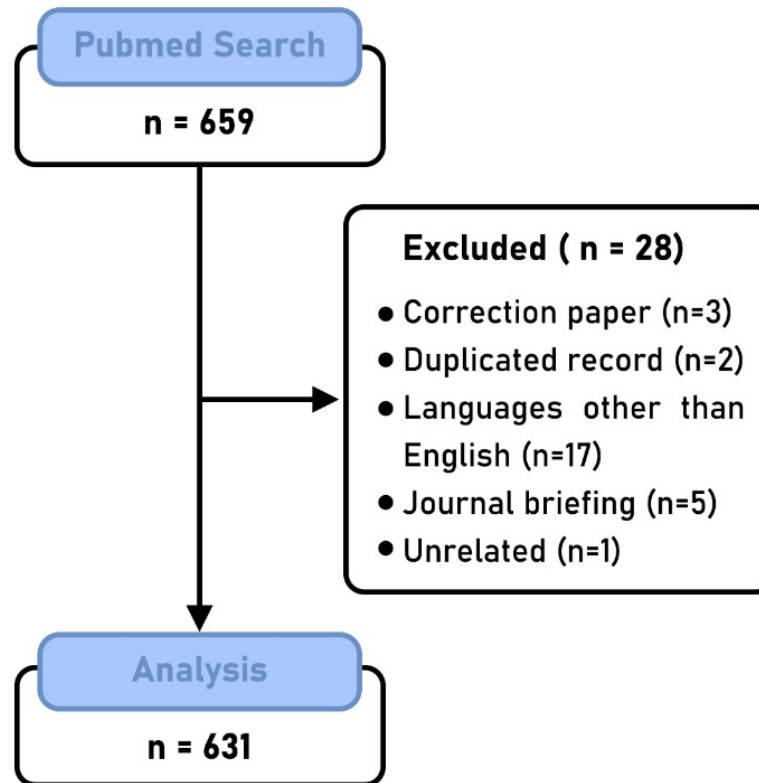 Pubmed Search
n = 659
Excluded ( n = 28)
● Correction paper (n=3)
● Duplicated record (n=2)
● Languages other than
English (n=17)
● Journal briefing (n=5)
● Unrelated (n=1)
Analysis
n = 631